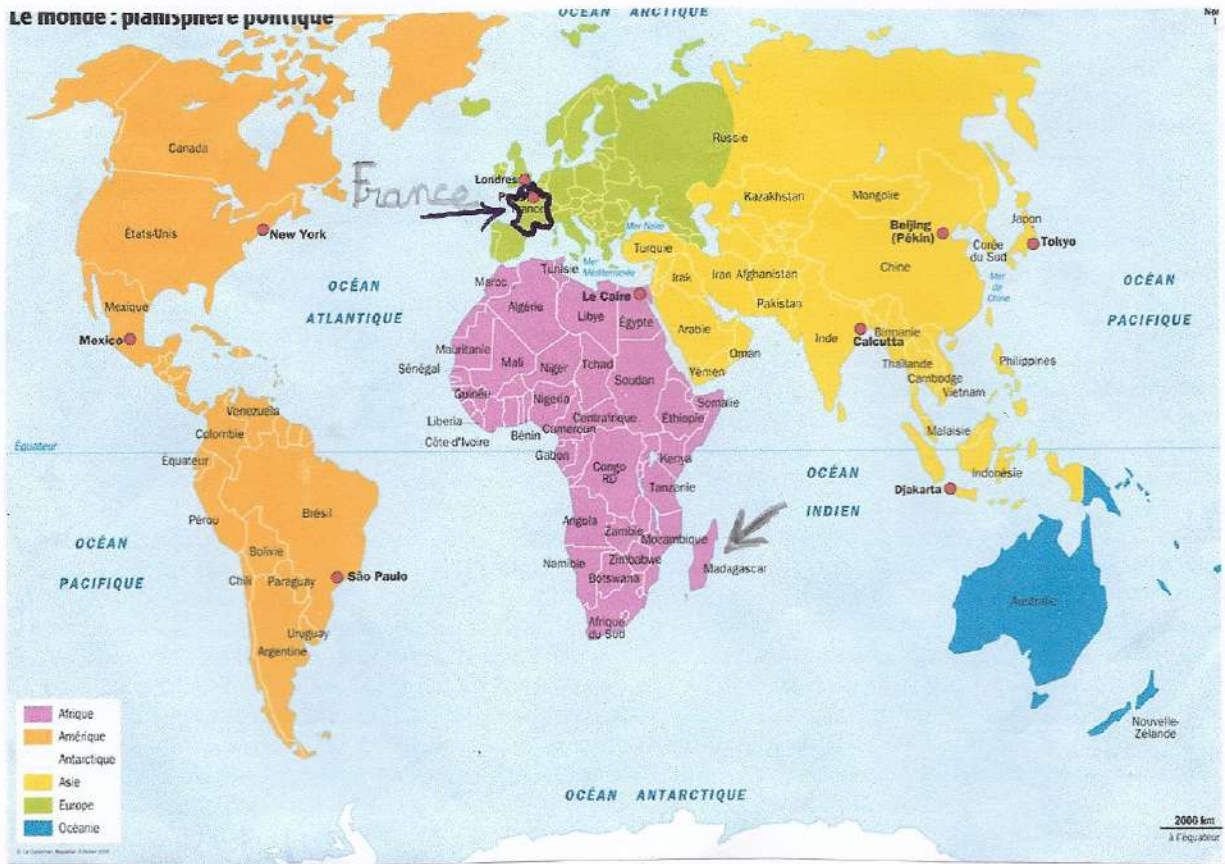 Le monde : planisphère politique
OCÉAN ARCTIQUE
Canada
France
Londres
France
Russie
Kazakhstan
Mongolie
États-Unis
New York
Mer Noire
Turquie
Beijing
(Pékin)
Japon
Corée
du Sud
Tokyo
Mer
Méditerranée
Tunisie
Maroc
Irak
Iran
Afghanistan
Chine
Mer
de
Chine
OCÉAN
ATLANTIQUE
OCÉAN
PACIFIQUE
Mexique
Mexico
Algérie
Libye
Le Caire
Égypte
Arabie
Pakistan
Inde
Calcutta
Birmanie
Mauritanie
Mali
Niger
Tchad
Soudan
Oman
Yémen
Thaïlande
Cambodge
Vietnam
Philippines
Sénégal
Guinée
Nigeria
Centrafrique
Éthiopie
Somalie
Liberia
Côte-d'Ivoire
Bénin
Cameroun
Gabon
Venezuela
Colombie
Équateur
Équateur
Congo
RD
Kenya
Tanzanie
Malaisie
Indonésie
Djakarta
OCÉAN
INDIEN
Pérou
Brésil
Bolivie
Chili
Paraguay
São Paulo
Uruguay
Argentine
OCÉAN
PACIFIQUE
Angola
Zambie
Mozambique
Namibie
Zimbabwe
Botswana
Madagascar
Afrique
du Sud
Australie
Nouvelle-
Zélande
Afrique
Amérique
Antarctique
Asie
Europe
Océanie
OCÉAN ANTARCTIQUE
2000 km
à l'équateur